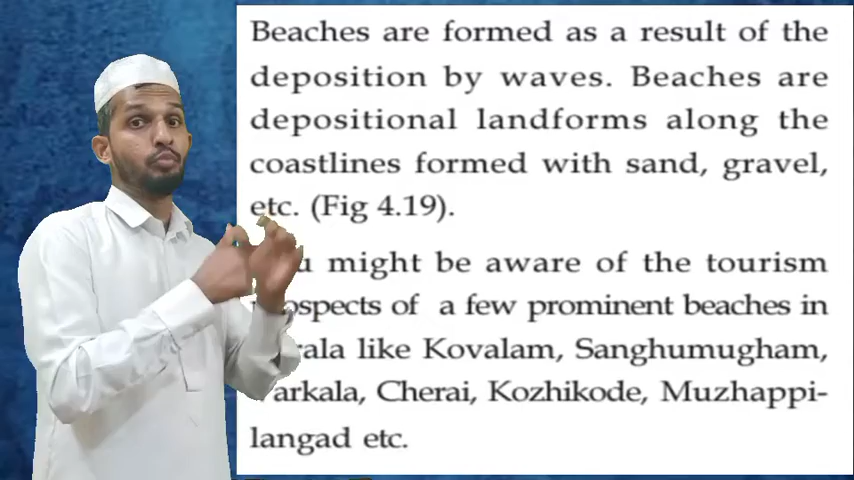 Beaches are formed as a result of the
deposition by waves. Beaches are
depositional landforms along the
coastlines formed with sand, gravel,
etc. (Fig 4.19).
might be aware of the tourism
of a few prominent beaches in
like Kovalam, Sanghumugham,
Cherai, Kozhikode, Muzhappi-
langad etc.